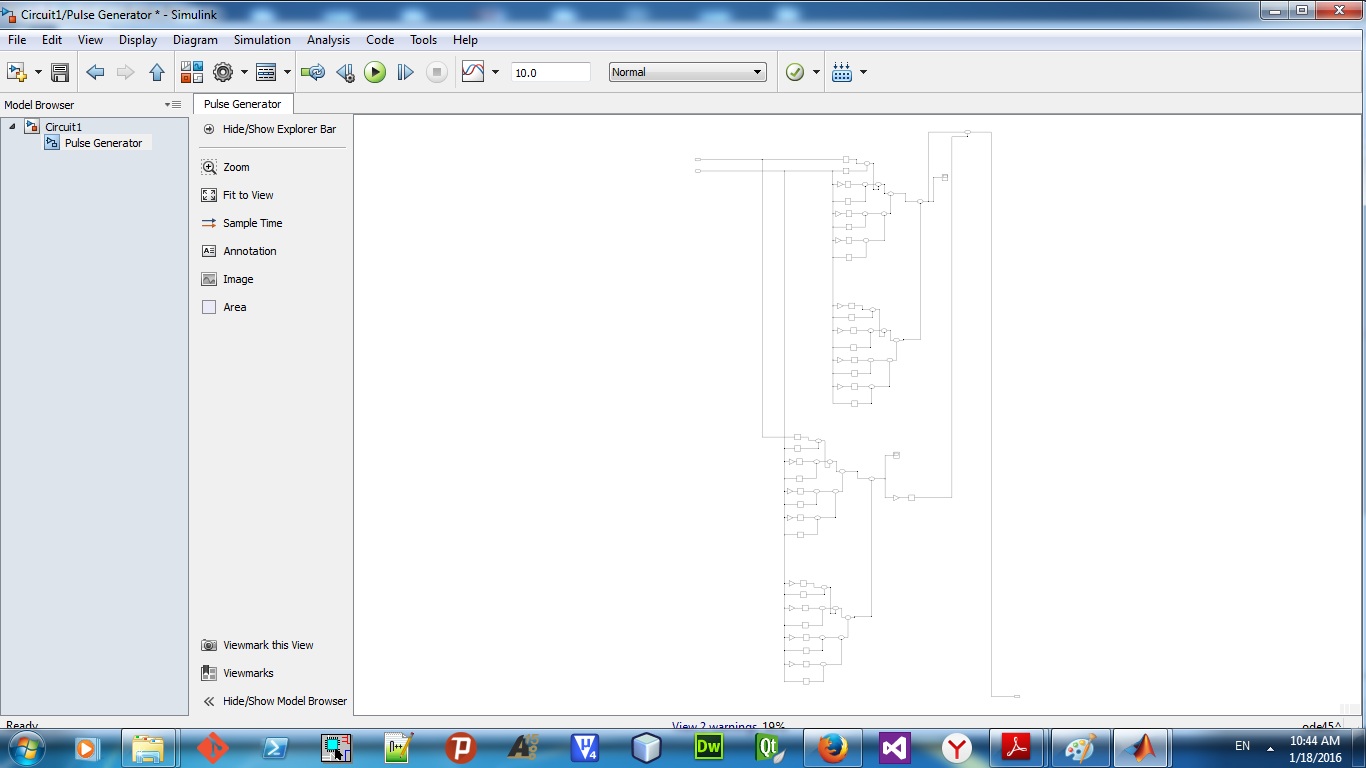 Circuit1/Pulse Generator * - Simulink
File Edit View Display Diagram Simulation Analysis Code Tools Help
10.0 Normal
Model Browser
Pulse Generator
Circuit1
Pulse Generator
Hide/Show Explorer Bar
Zoom
Fit to View
Sample Time
Annotation
Image
Area
Viewmark this View
Viewmarks
Hide/Show Model Browser
Ready View 2 warnings 19% ode45
EN 10:44 AM
1/18/2016